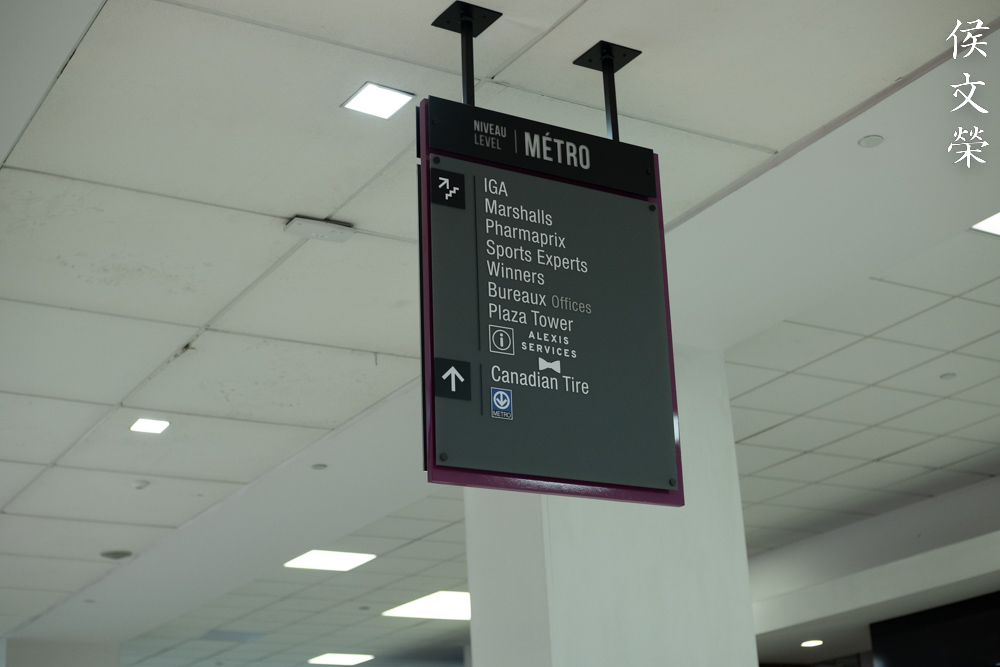 NIVEAU
LEVEL
MÉTRO
IGA
Marshalls
Pharmaprix
Sports Experts
Winners
Bureaux Offices
Plaza Tower
ALEXIS
SERVICES
Canadian Tire
MÉTRO
侯文榮